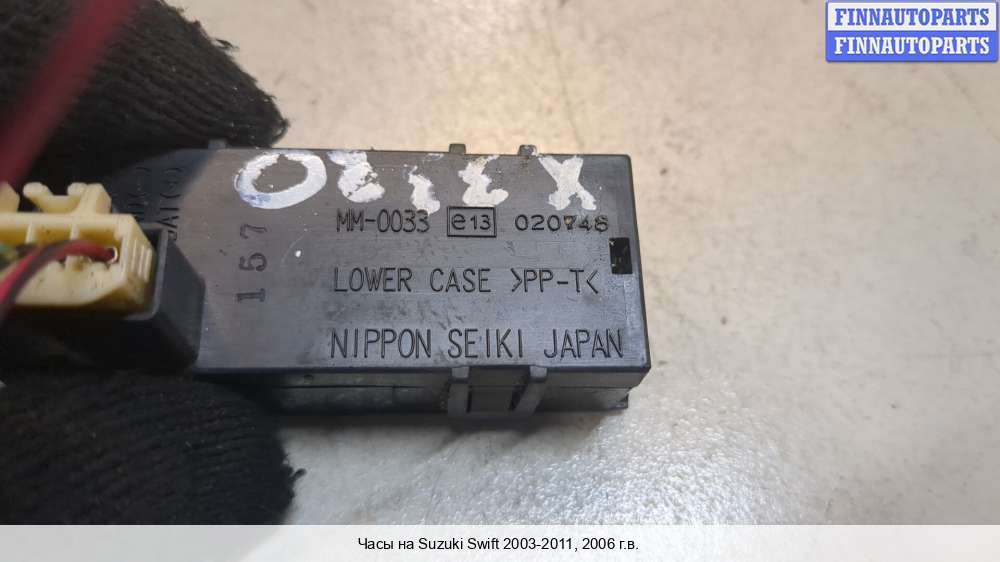 FINNAUTOPARTS
FINNAUTOPARTS
X 3120
MM-0033 e13 020748
157
LOWER CASE >PP-T<
NIPPON SEIKI JAPAN
Часы на Suzuki Swift 2003-2011, 2006 г.в.